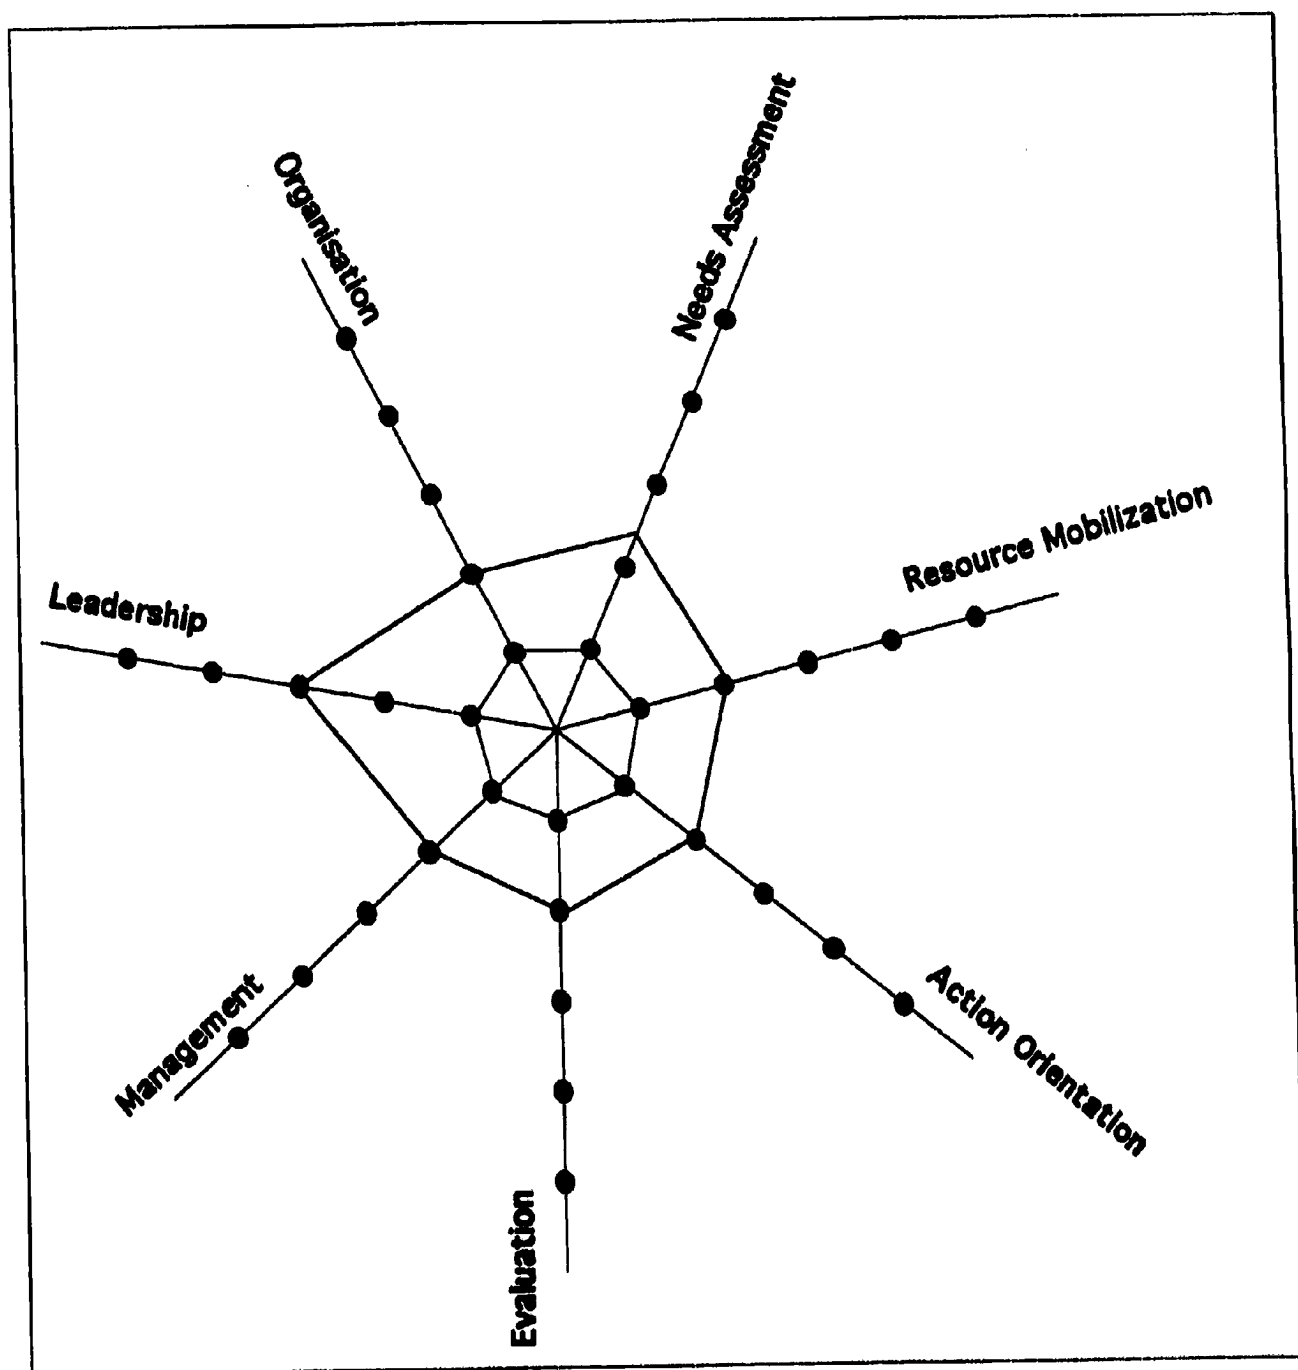 Organisation
Needs Assessment
Resource Mobilization
Leadership
Management
Action Orientation
Evaluation